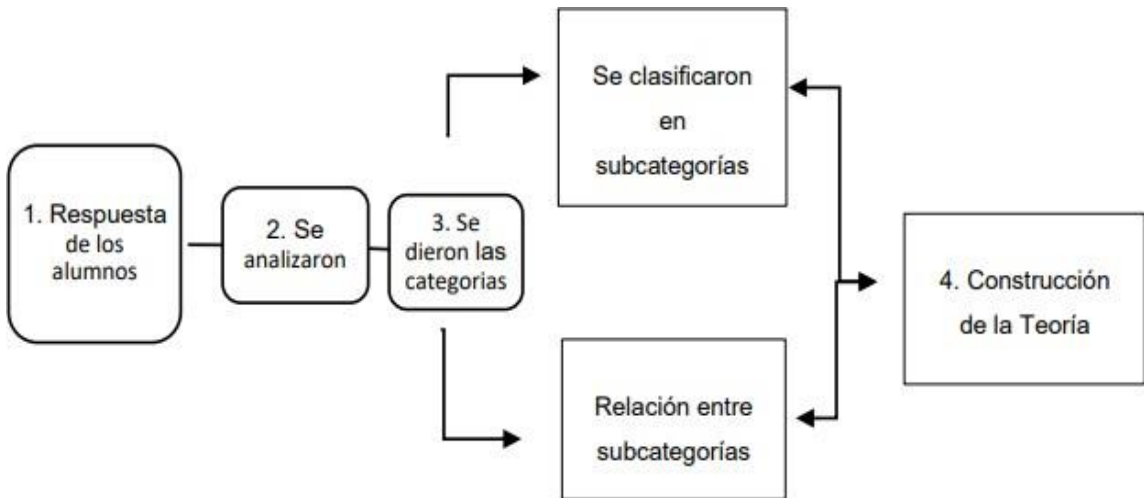 1. Respuesta
de los
alumnos
2. Se
analizaron
3. Se
dieron las
categorias
Se clasificaron
en
subcategorías
Relación entre
subcategorías
4. Construcción
de la Teoría